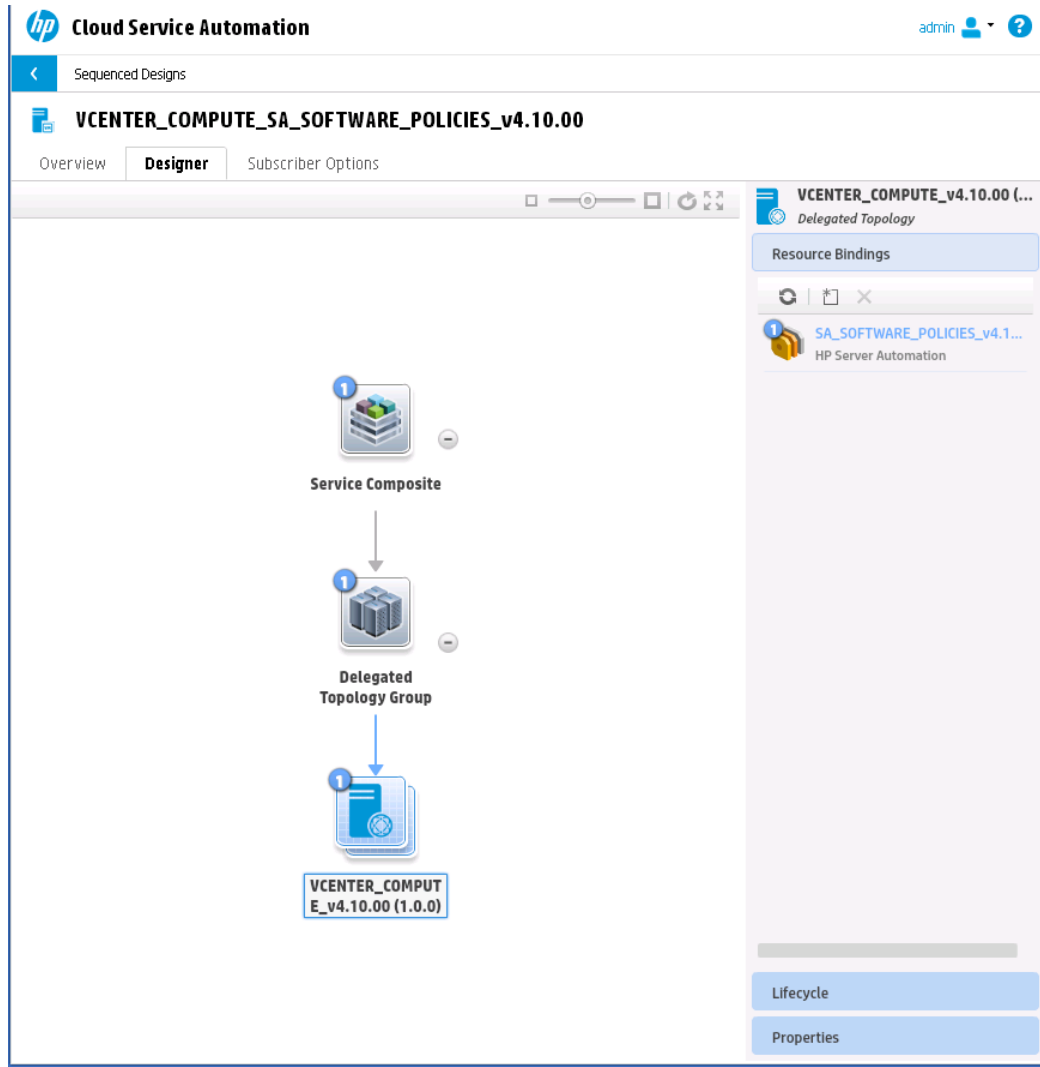 hp Cloud Service Automation
admin ?
Sequenced Designs
VCENTER_COMPUTE_SA_SOFTWARE_POLICIES_v4.10.00
Overview Designer Subscriber Options
VCENTER_COMPUTE_v4.10.00 (...
Delegated Topology
Resource Bindings
1 SA_SOFTWARE_POLICIES_v4.1...
HP Server Automation
1
Service Composite
1
Delegated
Topology Group
1
VCENTER_COMPUT
E_v4.10.00 (1.0.0)
Lifecycle
Properties